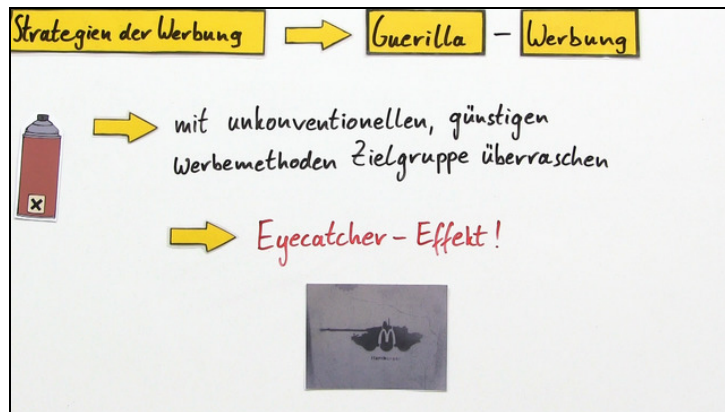 Strategien der Werbung
Guerilla – Werbung
mit unkonventionellen, günstigen
Werbemethoden Zielgruppe überraschen
Eyecatcher – Effekt!
M